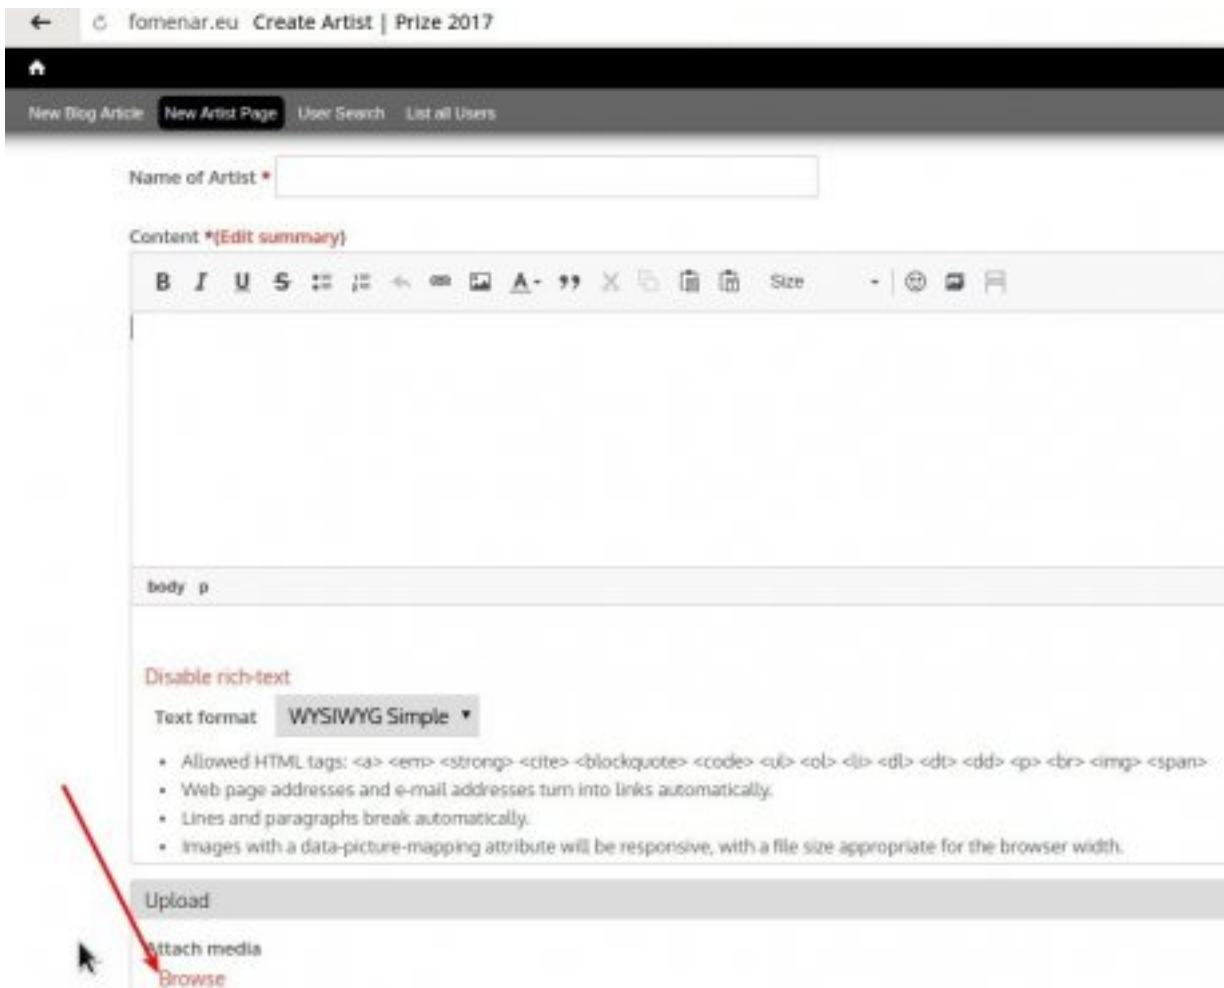 fomenar.eu Create Artist | Prize 2017
New Blog Article New Artist Page User Search List all Users
Name of Artist *
Content *(Edit summary)
B I U S A Size
body p
Disable rich-text
Text format WYSIWYG Simple
Allowed HTML tags: <a> <em> <strong> <cite> <blockquote> <code> <ul> <ol> <li> <dl> <dt> <dd> <p> <br> <img> <span>
Web page addresses and e-mail addresses turn into links automatically.
Lines and paragraphs break automatically.
Images with a data-picture-mapping attribute will be responsive, with a file size appropriate for the browser width.
Upload
Attach media
Browse